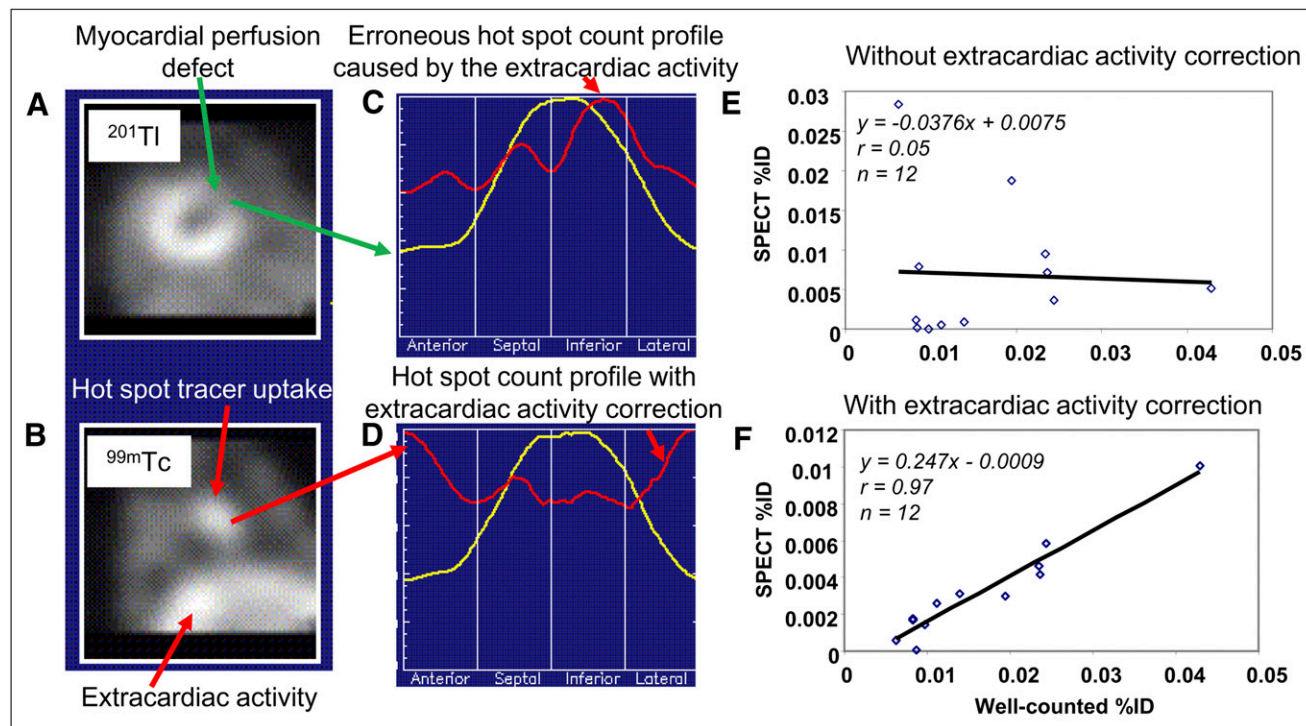 Myocardial perfusion
defect
A
201Tl
Hot spot tracer uptake
B
99mTc
Extracardiac activity
Erroneous hot spot count profile
caused by the extracardiac activity
C
Anterior Septal Inferior Lateral
Hot spot count profile with
extracardiac activity correction
D
Anterior Septal Inferior Lateral
Without extracardiac activity correction
E
0.03
0.025
0.02
0.015
0.01
0.005
0
SPECT %ID
y = -0.0376x + 0.0075
r = 0.05
n = 12
0 0.01 0.02 0.03 0.04 0.05
With extracardiac activity correction
F
0.012
0.01
0.008
0.006
0.004
0.002
0
SPECT %ID
y = 0.247x - 0.0009
r = 0.97
n = 12
0 0.01 0.02 0.03 0.04 0.05
Well-counted %ID